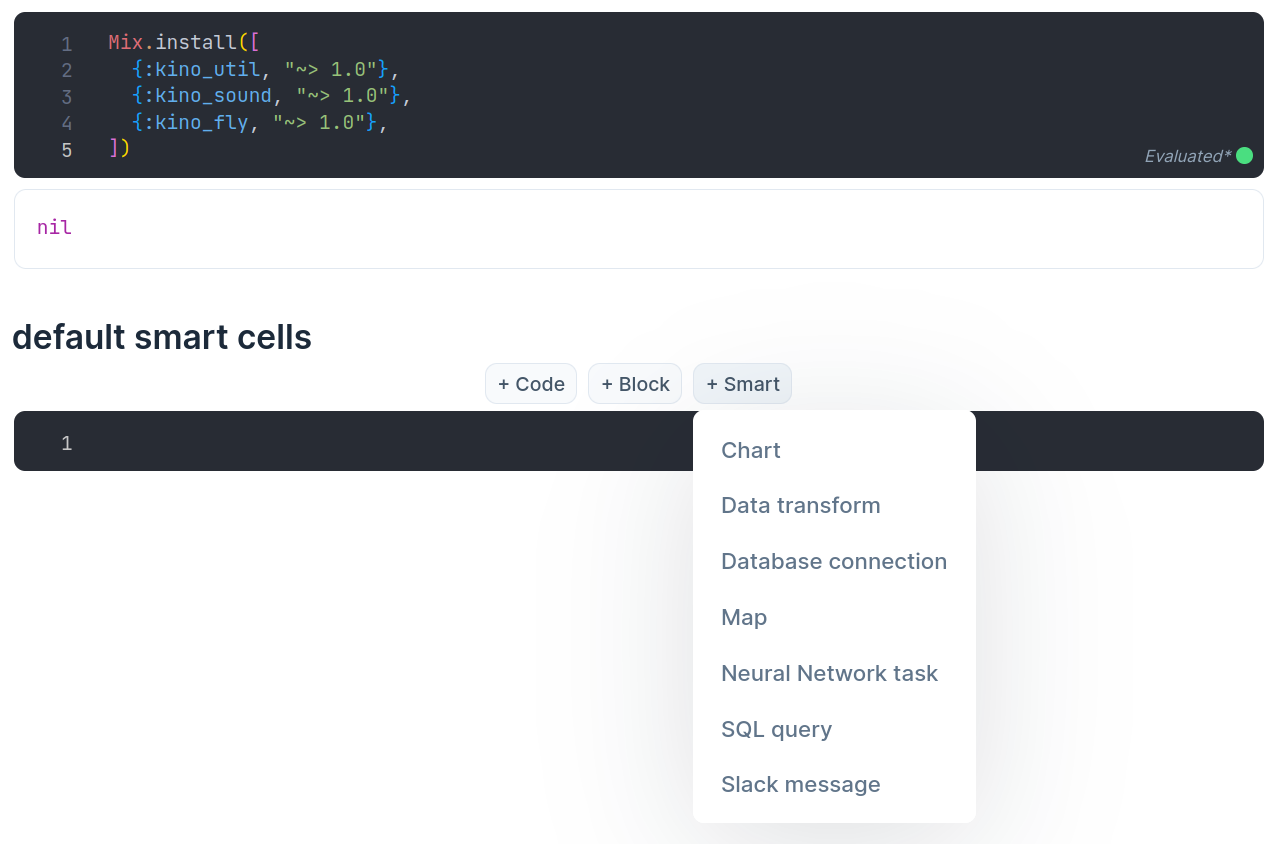 1 Mix.install([
2 {:kino_util, "~> 1.0"},
3 {:kino_sound, "~> 1.0"},
4 {:kino_fly, "~> 1.0"},
5 ])
Evaluated*
nil
default smart cells
+ Code + Block + Smart
1
Chart
Data transform
Database connection
Map
Neural Network task
SQL query
Slack message